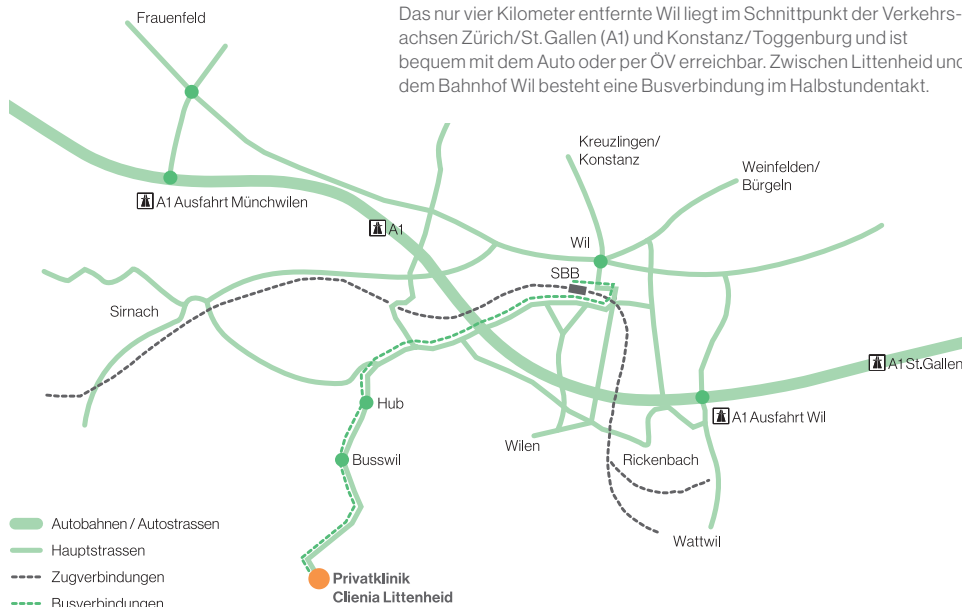 Das nur vier Kilometer entfernte Wil liegt im Schnittpunkt der Verkehrs-
achsen Zürich/St.Gallen (A1) und Konstanz/Toggenburg und ist
bequem mit dem Auto oder per ÖV erreichbar. Zwischen Littenheid und
dem Bahnhof Wil besteht eine Busverbindung im Halbstundentakt.
Frauenfeld
Kreuzlingen/
Konstanz
Weinfelden/
Bürgeln
A1 Ausfahrt Münchwilen
A1
Wil
SBB
Sirnach
A1 St.Gallen
Hub
A1 Ausfahrt Wil
Wilen
Busswil
Rickenbach
Wattwil
Autobahnen / Autostrassen
Hauptstrassen
Zugverbindungen
Busverbindungen
Privatklinik
Clienia Littenheid